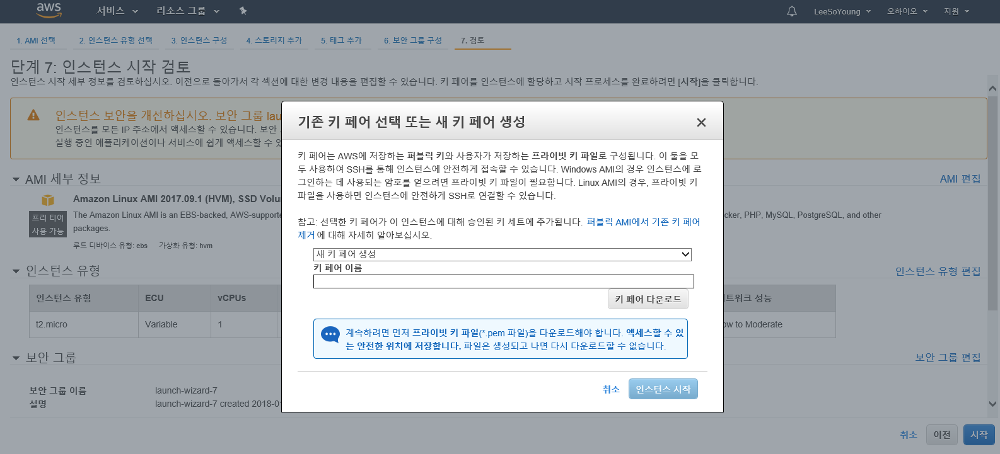 aws 서비스 리소스 그룹 LeeSoYoung 오하이오 지원
1. AMI 선택 2. 인스턴스 유형 선택 3. 인스턴스 구성 4. 스토리지 추가 5. 태그 추가 6. 보안 그룹 구성 7. 검토
단계 7: 인스턴스 시작 검토
인스턴스 시작 세부 정보를 검토하십시오. 이전으로 돌아가서 각 섹션에 대한 변경 내용을 편집할 수 있습니다. 키 페어를 인스턴스에 할당하고 시작 프로세스를 완료하려면 [시작]을 클릭합니다.
인스턴스 보안을 개선하십시오. 보안 그룹 lau
인스턴스를 모든 IP 주소에서 액세스할 수 있습니다. 보안
실행 중인 애플리케이션이나 서비스에 쉽게 액세스할 수 있
AMI 세부 정보 AMI 편집
Amazon Linux AMI 2017.09.1 (HVM), SSD Volu
프리 티어
사용 가능
The Amazon Linux AMI is an EBS-backed, AWS-supporte cker, PHP, MySQL, PostgreSQL, and other
packages.
루트 디바이스 유형: ebs 가상화 유형: hvm
인스턴스 유형 인스턴스 유형 편집
인스턴스 유형 ECU vCPUs 트워크 성능
t2.micro Variable 1 ow to Moderate
보안 그룹 보안 그룹 편집
보안 그룹 이름 launch-wizard-7
설명 launch-wizard-7 created 2018-01
취소 이전 시작
기존 키 페어 선택 또는 새 키 페어 생성
키 페어는 AWS에 저장하는 퍼블릭 키와 사용자가 저장하는 프라이빗 키 파일로 구성됩니다. 이 둘을 모
두 사용하여 SSH를 통해 인스턴스에 안전하게 접속할 수 있습니다. Windows AMI의 경우 인스턴스에 로
그인하는 데 사용되는 암호를 얻으려면 프라이빗 키 파일이 필요합니다. Linux AMI의 경우, 프라이빗 키
파일을 사용하면 인스턴스에 안전하게 SSH로 연결할 수 있습니다.
참고: 선택한 키 페어가 이 인스턴스에 대해 승인된 키 세트에 추가됩니다. 퍼블릭 AMI에서 기존 키 페어
제거 에 대해 자세히 알아보십시오.
새 키 페어 생성
키 페어 이름
키 페어 다운로드
계속하려면 먼저 프라이빗 키 파일(*.pem 파일)을 다운로드해야 합니다. 액세스할 수 있
는 안전한 위치에 저장합니다. 파일은 생성되고 나면 다시 다운로드할 수 없습니다.
취소 인스턴스 시작